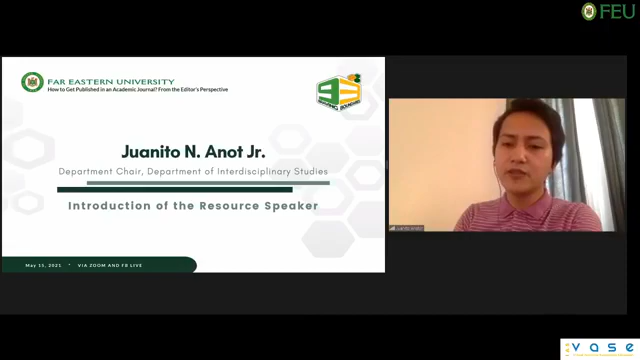 FEU
FAR EASTERN UNIVERSITY
How to Get Published in an Academic Journal? From the Editor's Perspective
Juanito N. Anot Jr.
Department Chair, Department of Interdisciplinary Studies
Introduction of the Resource Speaker
May 15, 2021 • VIA ZOOM AND FB LIVE
vase